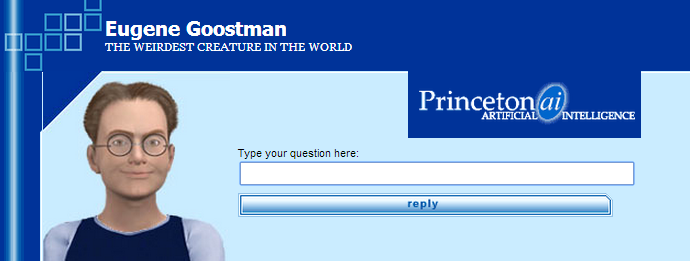 Eugene Goostman
THE WEIRDEST CREATURE IN THE WORLD
Princeton ai
ARTIFICIAL INTELLIGENCE
Type your question here:
reply